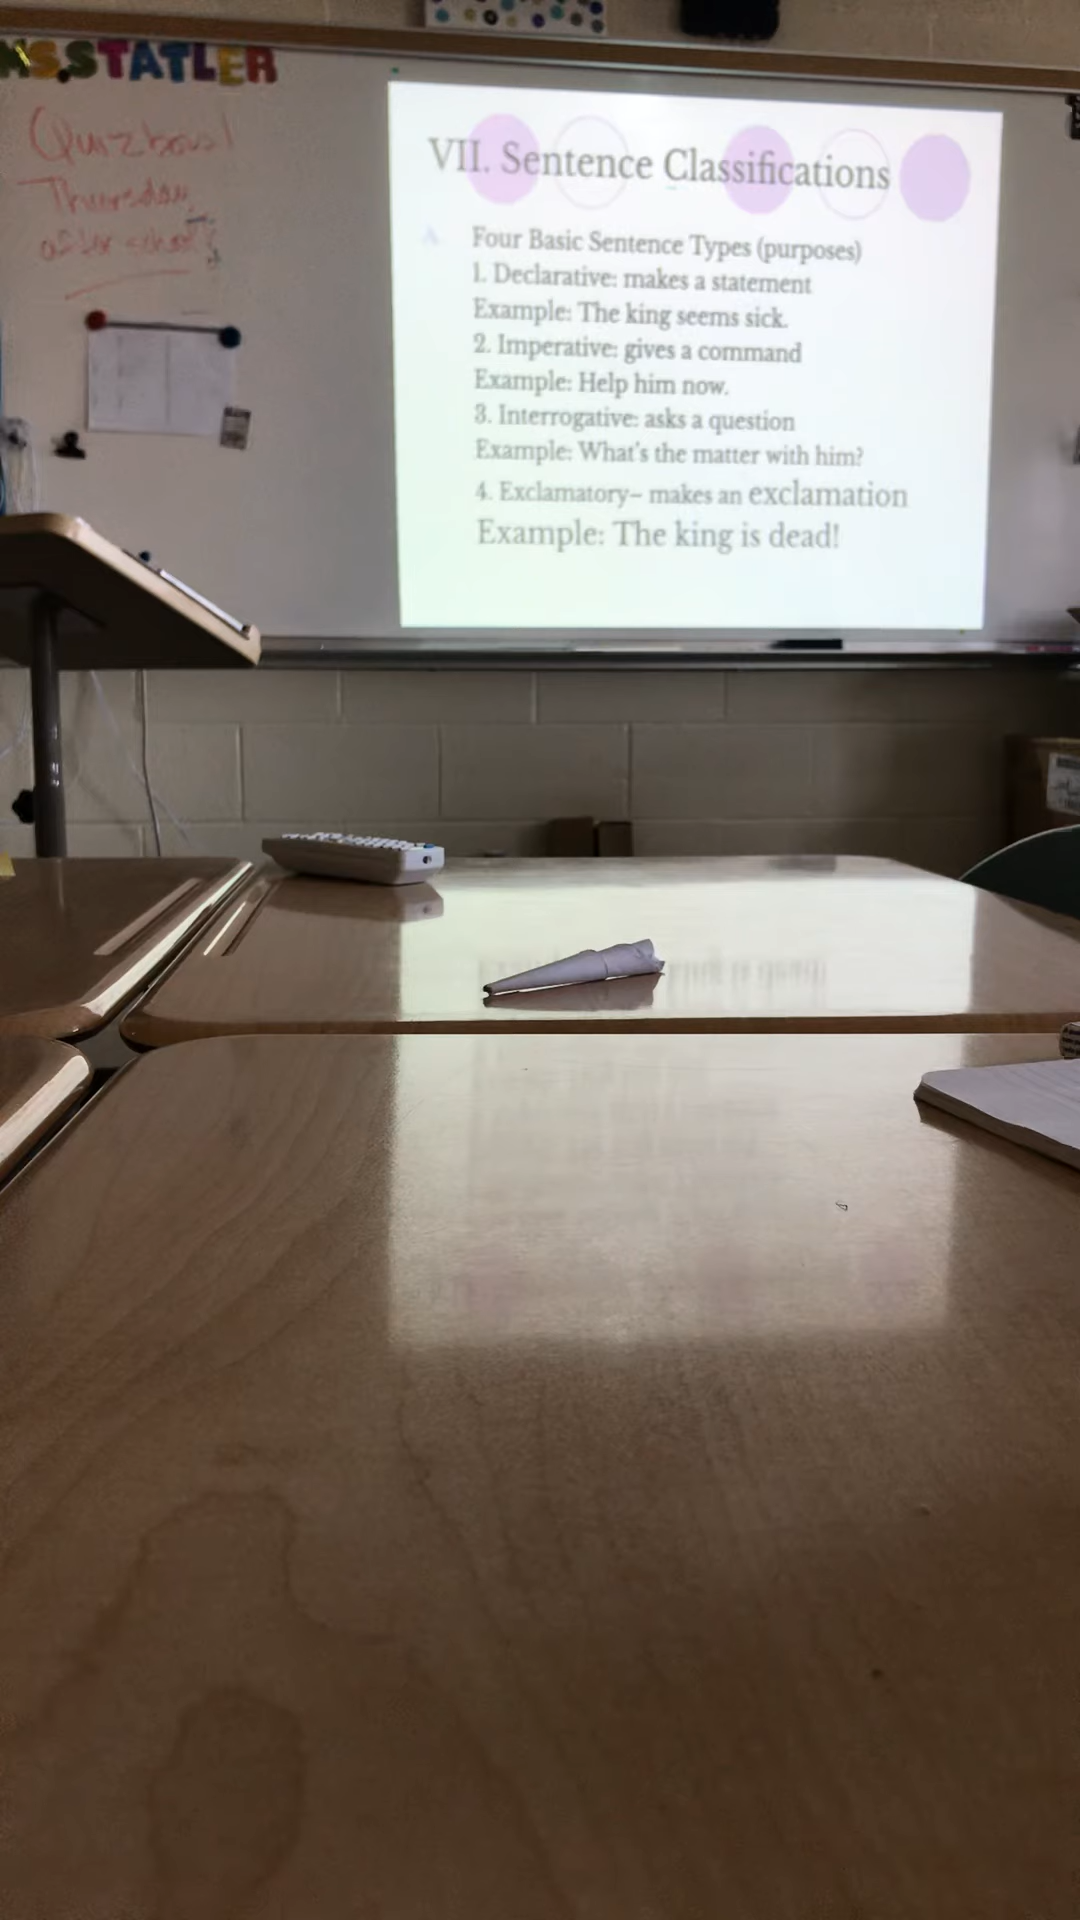 MS.STATLER
Quizbowl
Thursday
after school
VII. Sentence Classifications
Four Basic Sentence Types (purposes)
1. Declarative: makes a statement
Example: The king seems sick.
2. Imperative: gives a command
Example: Help him now.
3. Interrogative: asks a question
Example: What's the matter with him?
4. Exclamatory– makes an exclamation
Example: The king is dead!